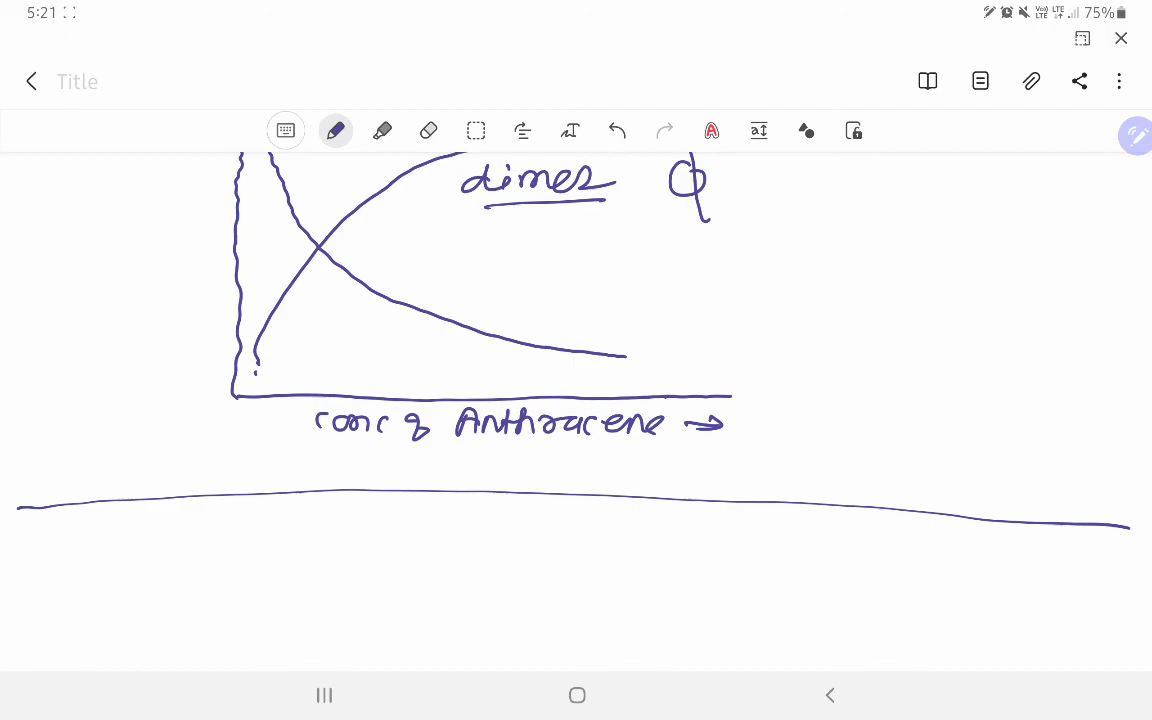 5:21
75%
Title
dimer ϕ
conc of Anthracene →